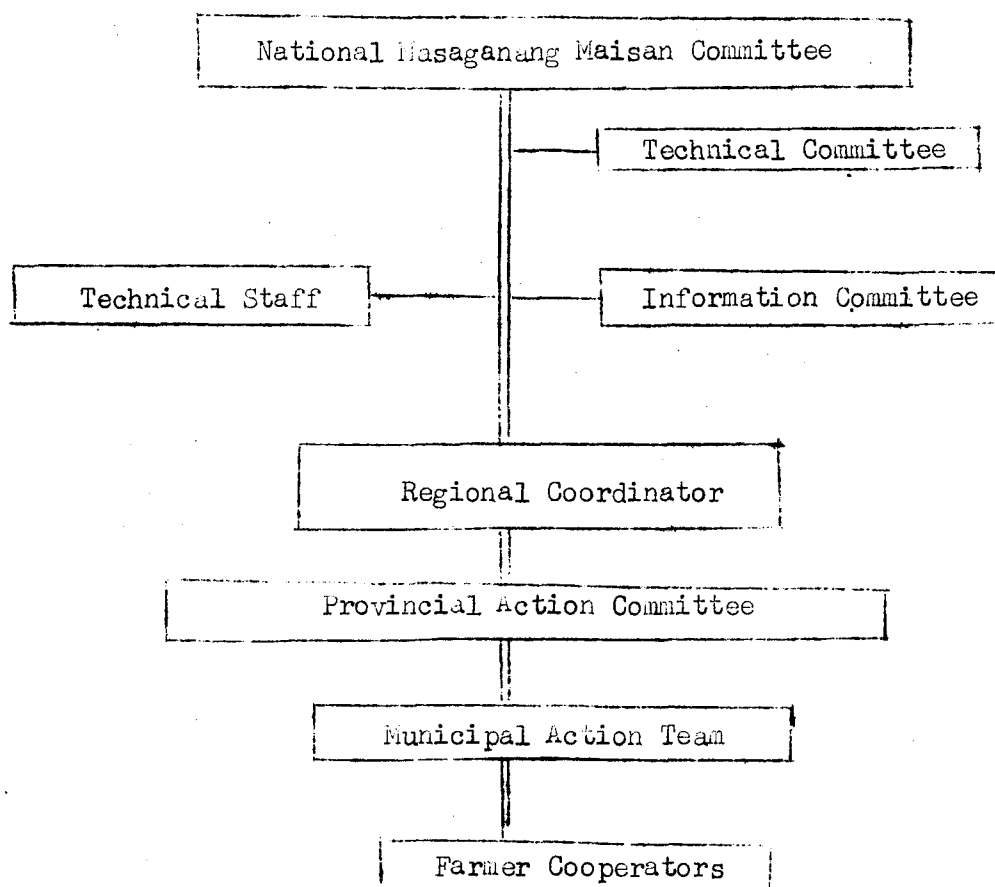 National Masaganang Maisan Committee
Technical Committee
Technical Staff
Information Committee
Regional Coordinator
Provincial Action Committee
Municipal Action Team
Farmer Cooperators